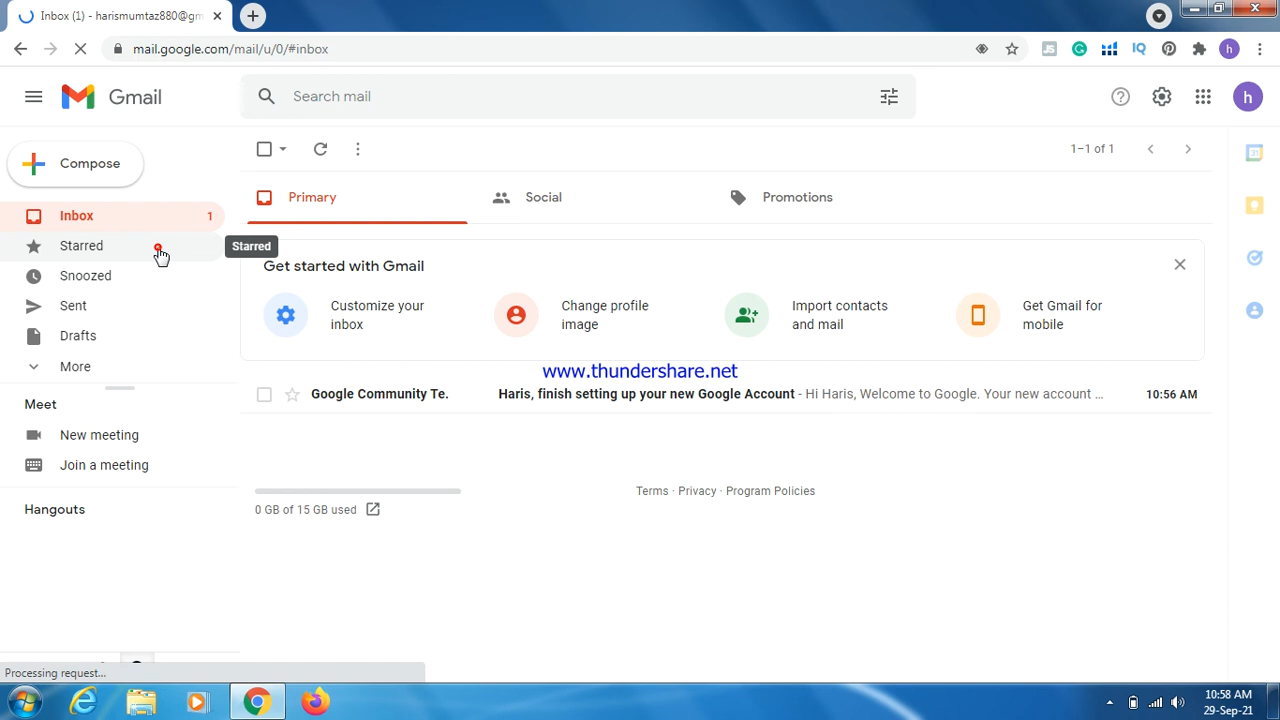 Inbox (1) - harismumtaz880@gm
mail.google.com/mail/u/0/#inbox
JS
IQ
h
Gmail
Search mail
h
Compose
1–1 of 1
Primary
Social
Promotions
Inbox 1
Starred
Starred
Snoozed
Sent
Drafts
More
Get started with Gmail
Customize your
inbox
Change profile
image
Import contacts
and mail
Get Gmail for
mobile
www.thundershare.net
Google Community Te. Haris, finish setting up your new Google Account - Hi Haris, Welcome to Google. Your new account ... 10:56 AM
Meet
New meeting
Join a meeting
Hangouts
Terms · Privacy · Program Policies
0 GB of 15 GB used
Processing request...
10:58 AM
29-Sep-21